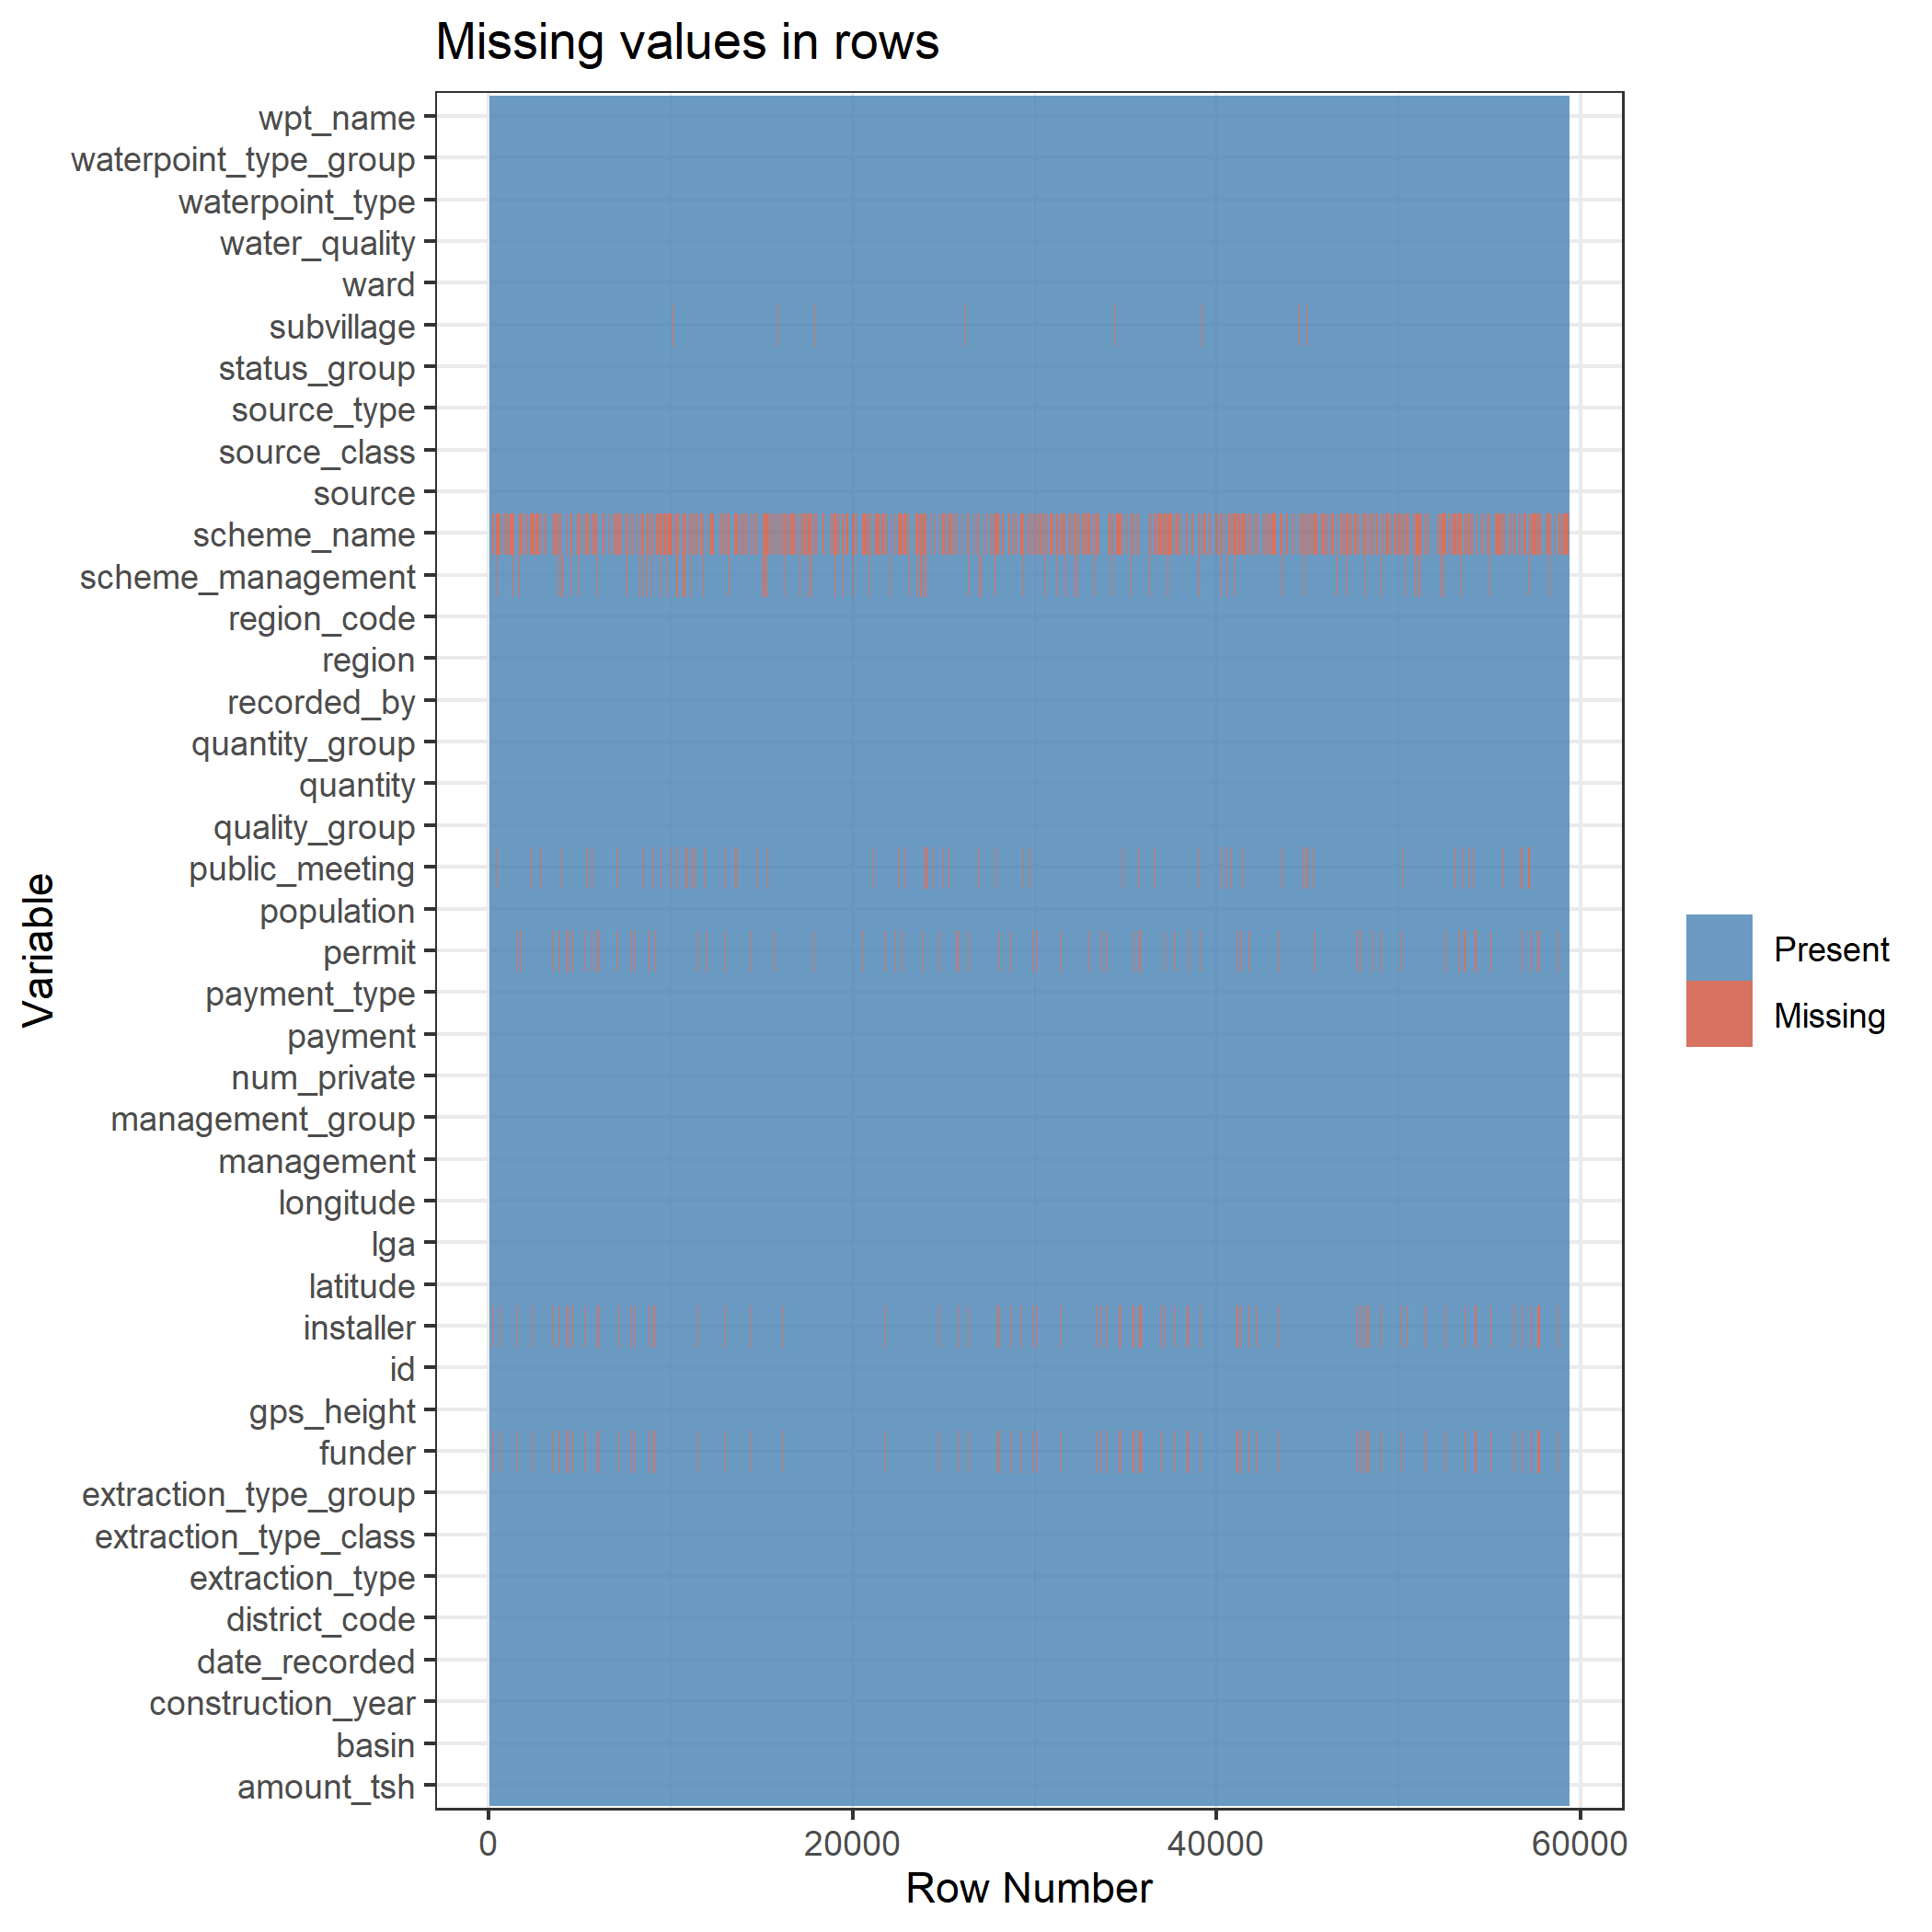 Missing values in rows
wpt_name
waterpoint_type_group
waterpoint_type
water_quality
ward
subvillage
status_group
source_type
source_class
source
scheme_name
scheme_management
region_code
region
recorded_by
quantity_group
quantity
quality_group
public_meeting
population
permit
payment_type
payment
num_private
management_group
management
longitude
lga
latitude
installer
id
gps_height
funder
extraction_type_group
extraction_type_class
extraction_type
district_code
date_recorded
construction_year
basin
amount_tsh
Variable
0 20000 40000 60000
Row Number
Present
Missing